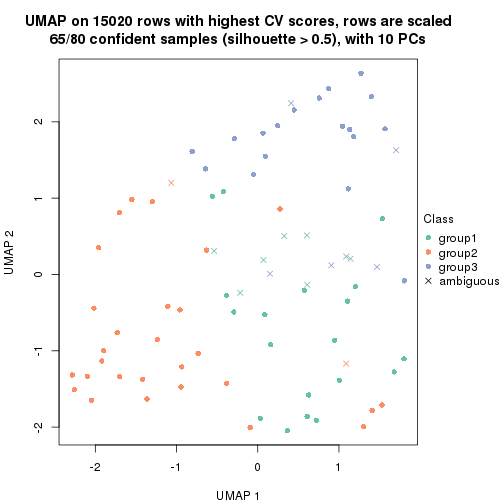 UMAP on 15020 rows with highest CV scores, rows are scaled
65/80 confident samples (silhouette > 0.5), with 10 PCs
UMAP 2
2
1
0
-1
-2
-2
-1
0
1
UMAP 1
Class
group1
group2
group3
ambiguous